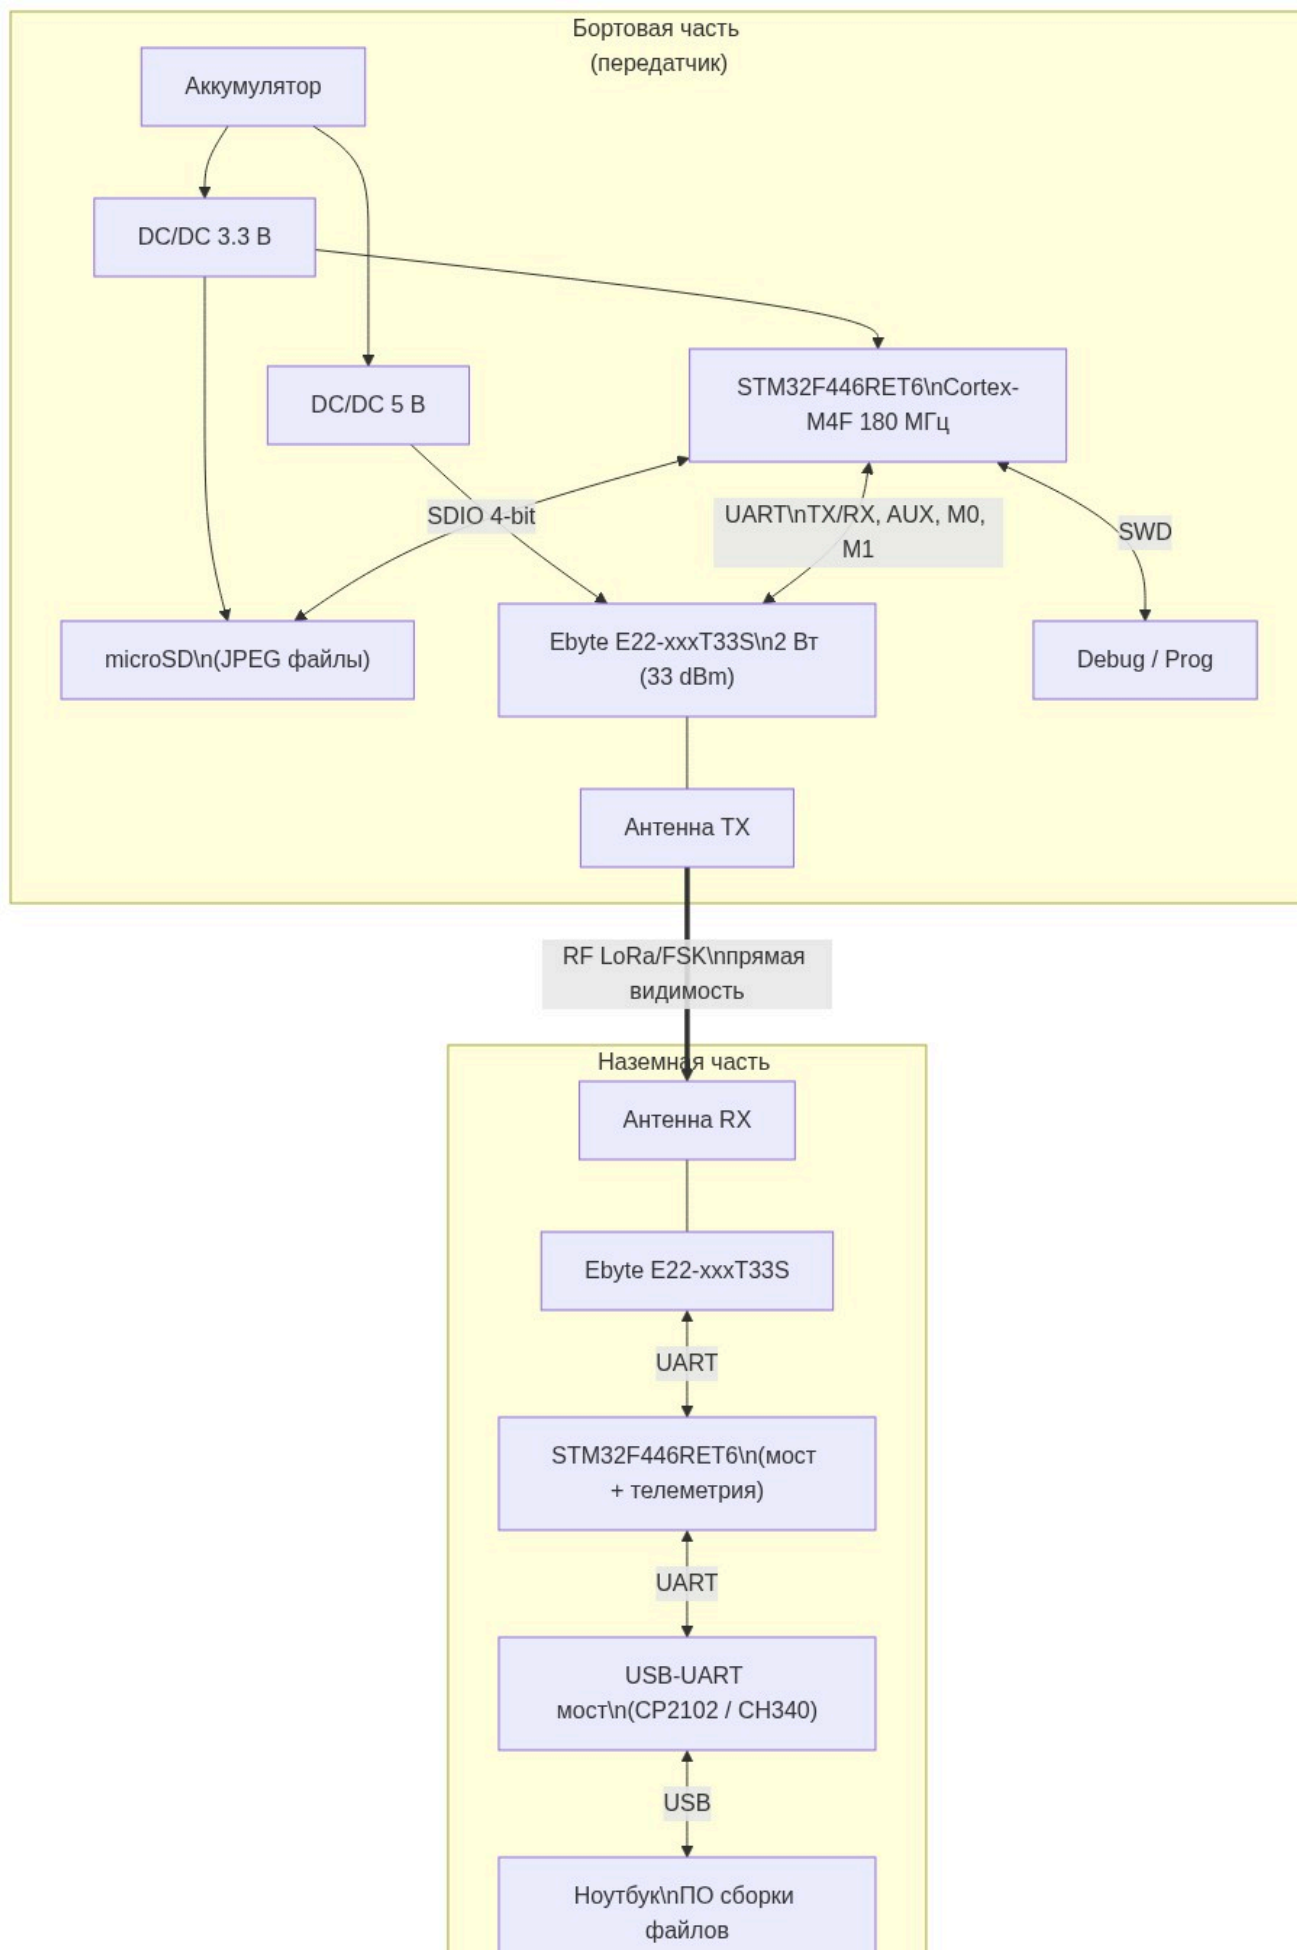 Бортовая часть
(передатчик)
Аккумулятор
DC/DC 3.3 В
DC/DC 5 В
STM32F446RET6\nCortex-
M4F 180 МГц
SDIO 4-bit
UART\nTX/RX, AUX, M0,
M1
SWD
microSD\n(JPEG файлы)
Ebyte E22-xxxT33S\n2 Вт
(33 dBm)
Debug / Prog
Антенна TX
RF LoRa/FSK\nпрямая
видимость
Наземная часть
Антенна RX
Ebyte E22-xxxT33S
UART
STM32F446RET6\n(мост
+ телеметрия)
UART
USB-UART
мост\n(CP2102 / CH340)
USB
Ноутбук\nПО сборки
файлов